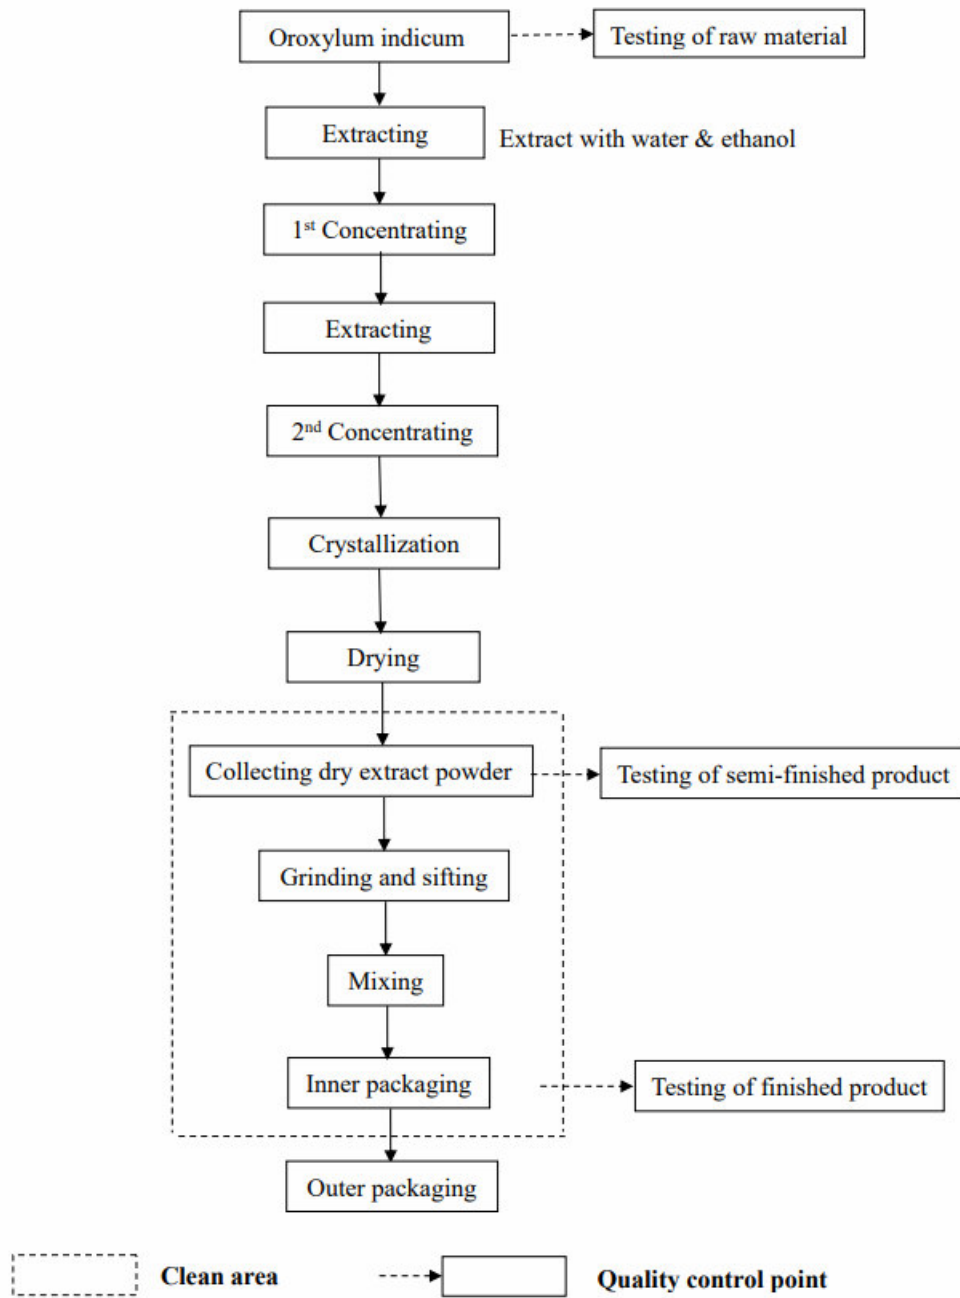 Oroxylum indicum
Testing of raw material
Extracting
Extract with water & ethanol
1st Concentrating
Extracting
2nd Concentrating
Crystallization
Drying
Collecting dry extract powder
Testing of semi-finished product
Grinding and sifting
Mixing
Inner packaging
Testing of finished product
Outer packaging
Clean area
Quality control point